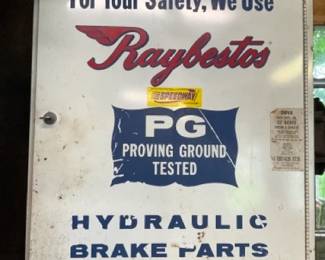 For Your Safety, We Use
Raybestos
SPEEDWAY
PG
PROVING GROUND
TESTED
HYDRAULIC
BRAKE PARTS